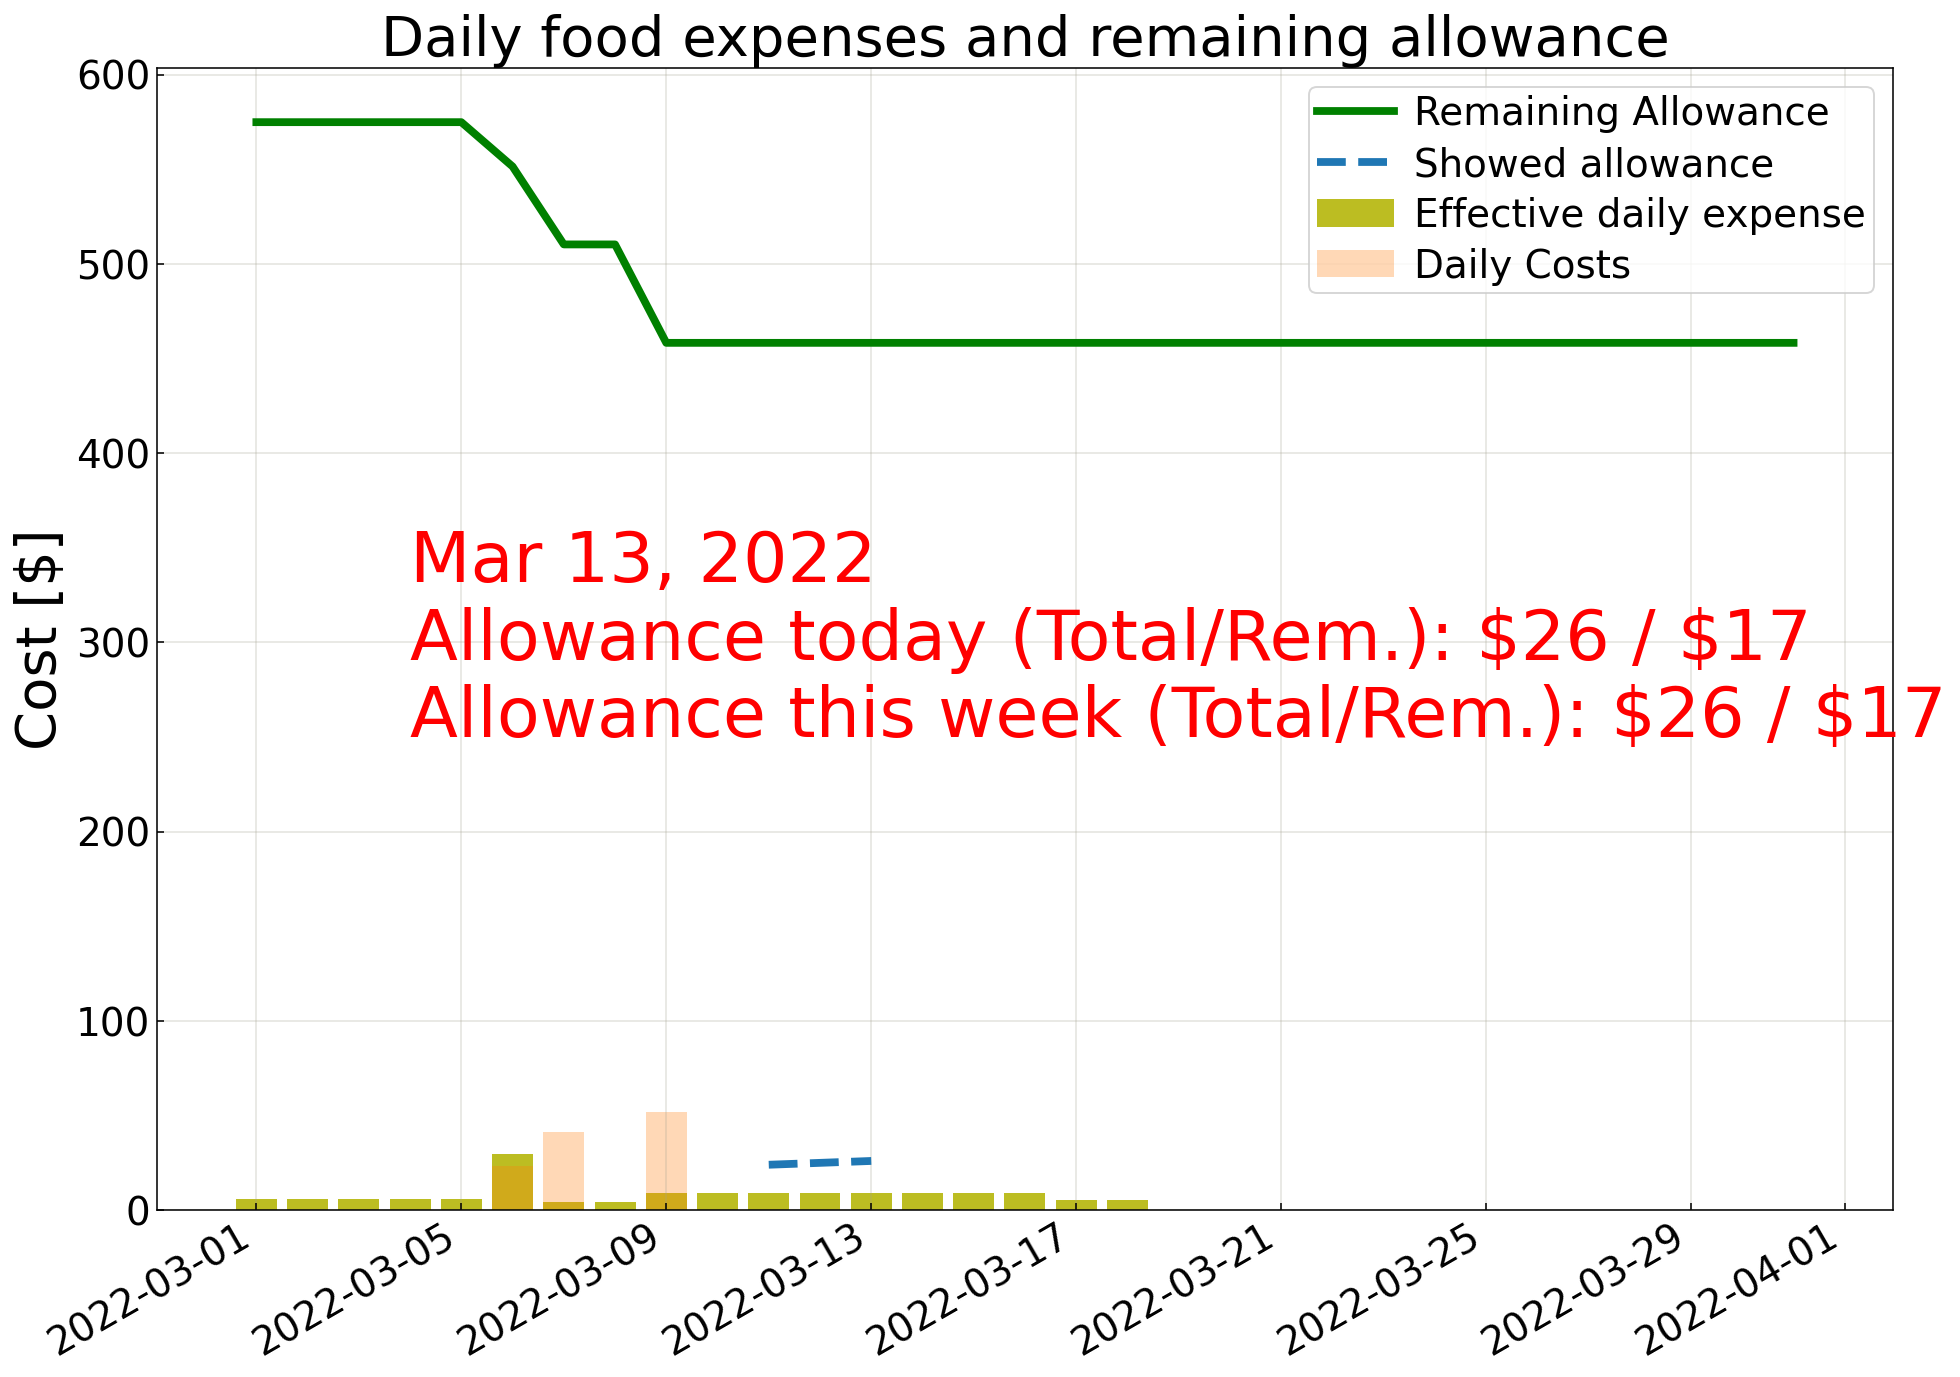 Daily food expenses and remaining allowance
600
500
400
300
200
100
0
Cost [$]
Remaining Allowance
Showed allowance
Effective daily expense
Daily Costs
Mar 13, 2022
Allowance today (Total/Rem.): $26 / $17
Allowance this week (Total/Rem.): $26 / $17
2022-03-01
2022-03-05
2022-03-09
2022-03-13
2022-03-17
2022-03-21
2022-03-25
2022-03-29
2022-04-01